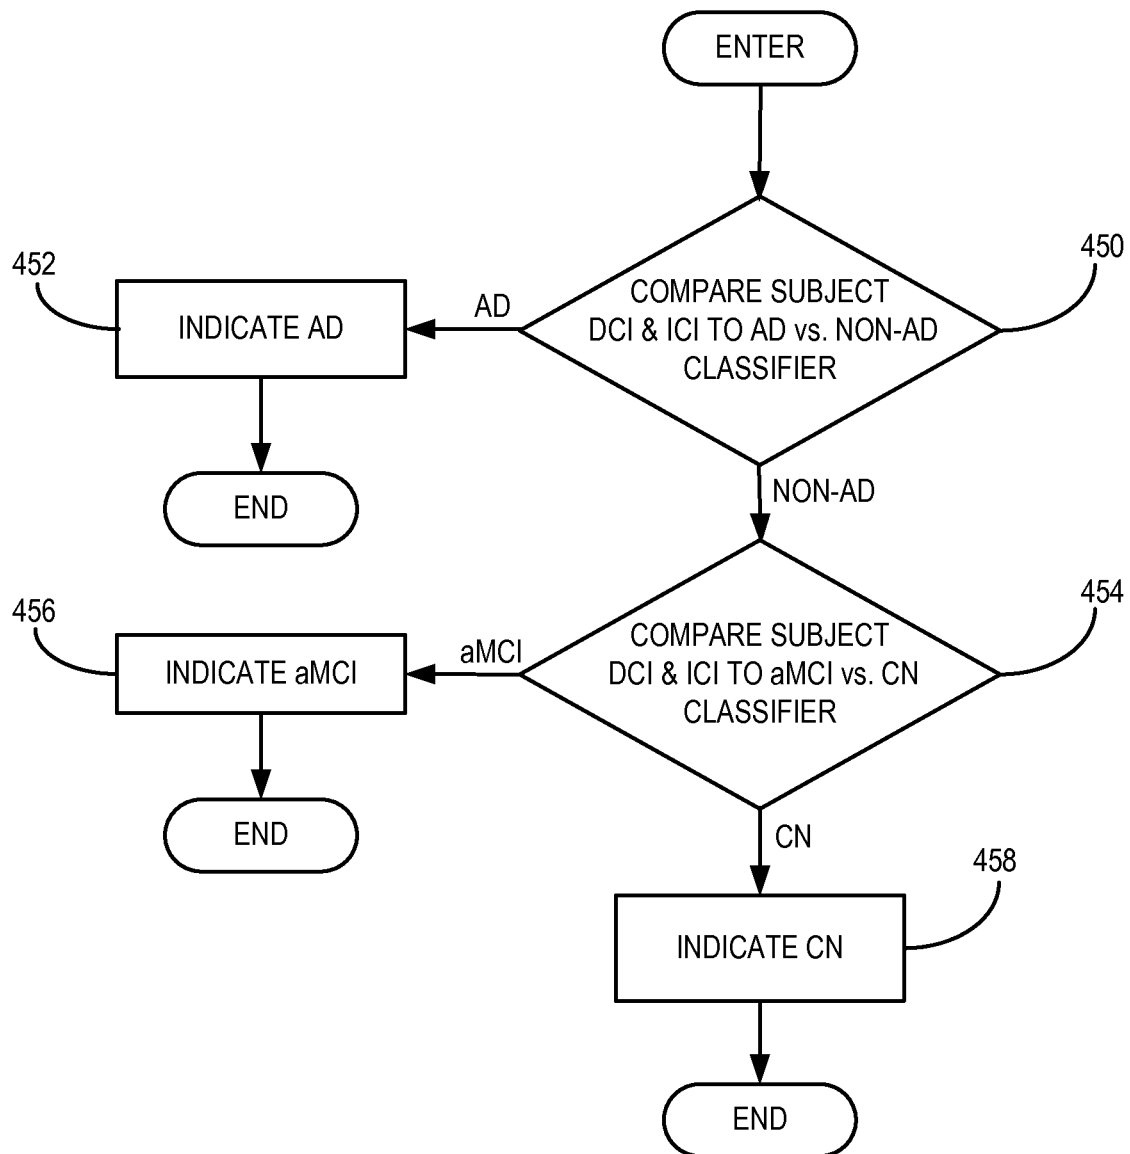 ENTER
450
COMPARE SUBJECT
DCI & ICI TO AD vs. NON-AD
CLASSIFIER
AD
452
INDICATE AD
END
NON-AD
454
COMPARE SUBJECT
DCI & ICI TO aMCI vs. CN
CLASSIFIER
aMCI
456
INDICATE aMCI
END
CN
458
INDICATE CN
END